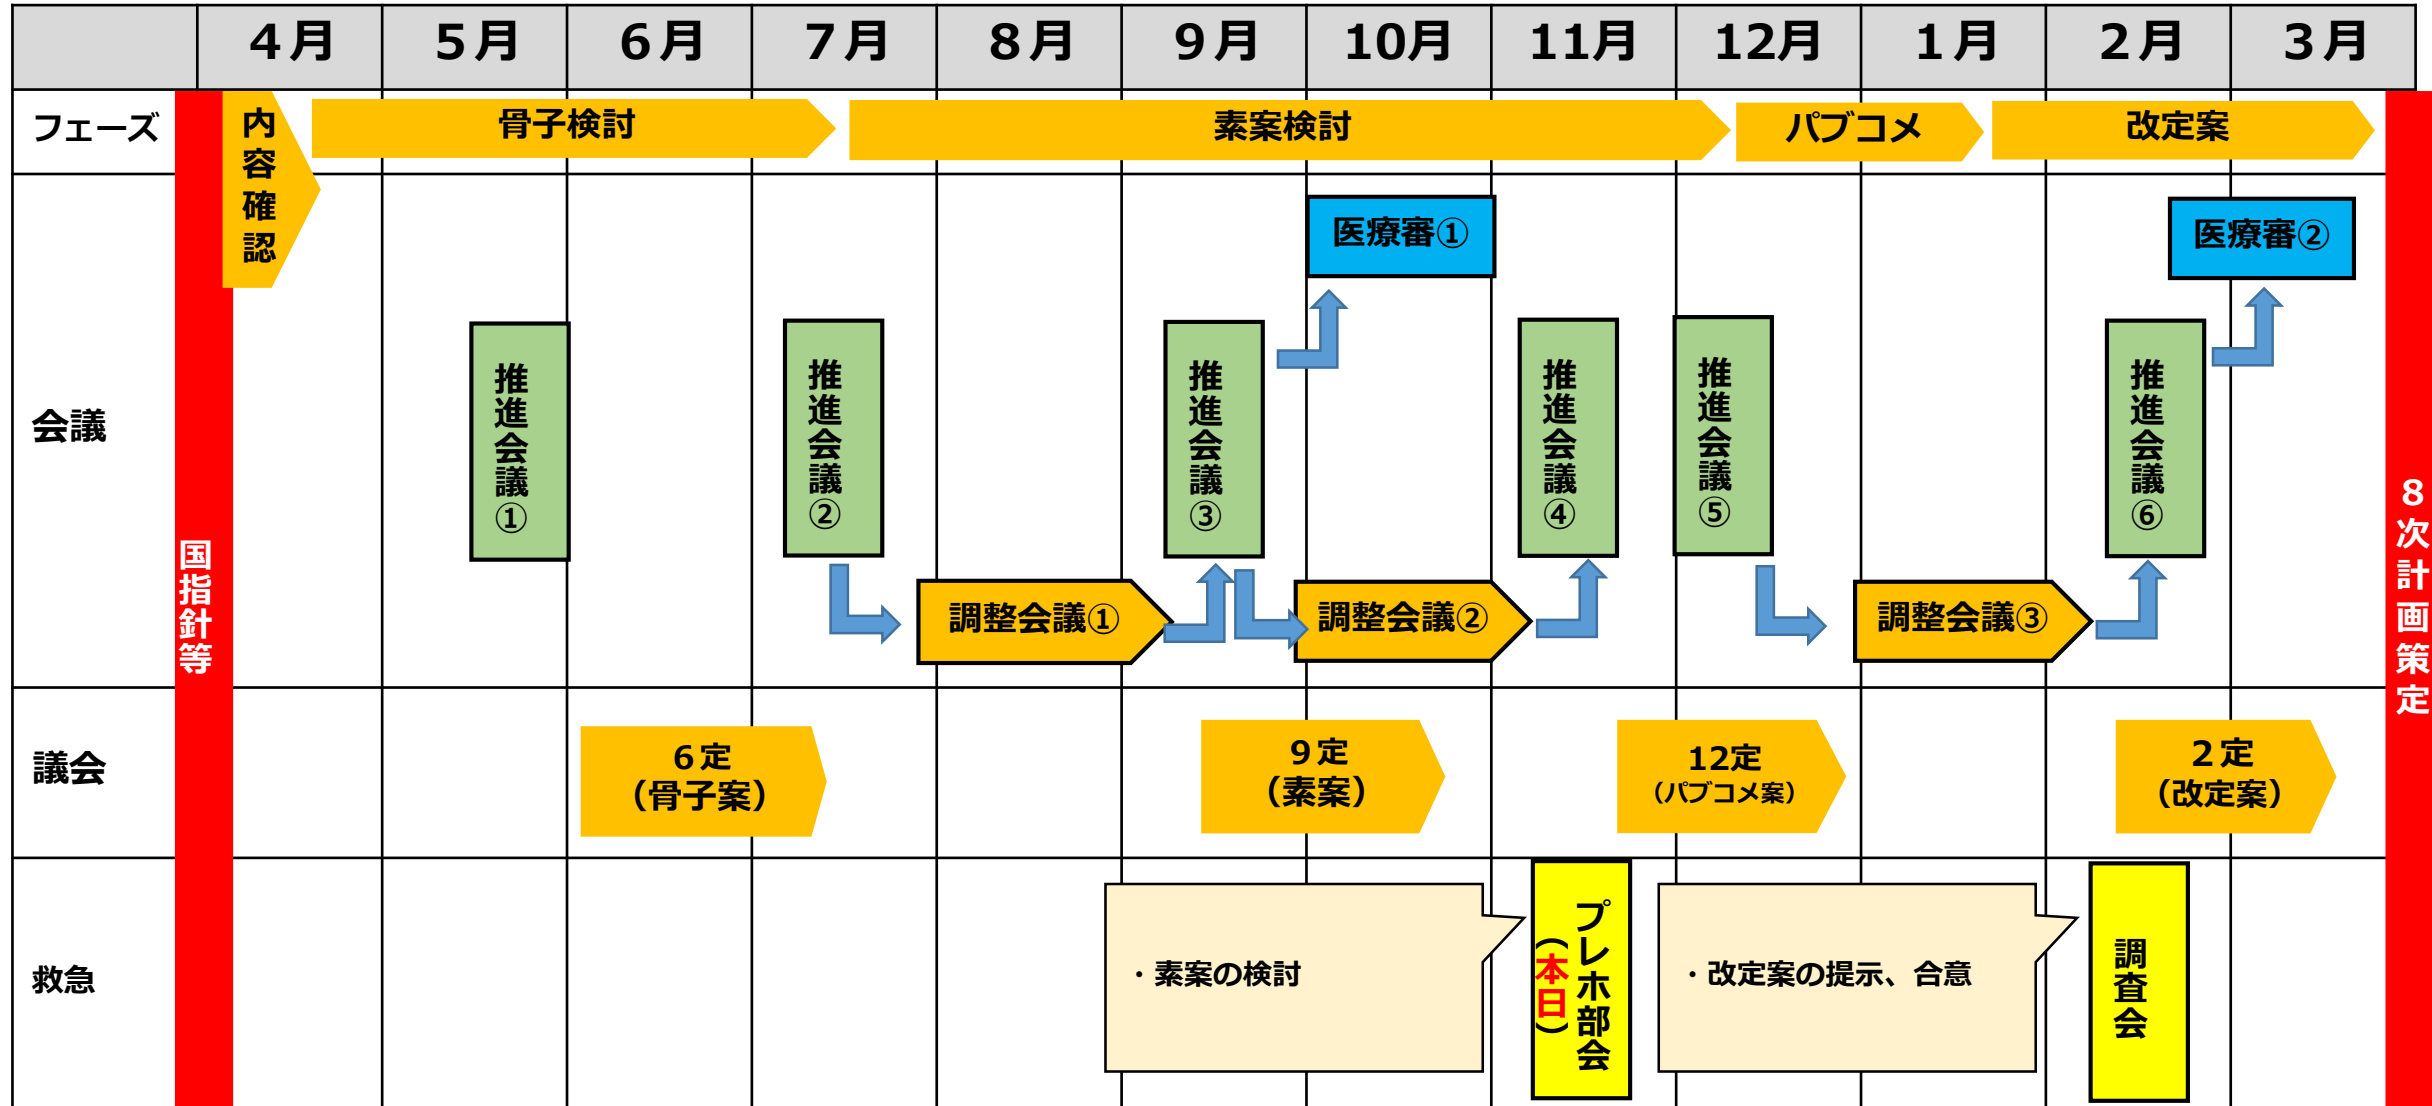 4月 5月 6月 7月 8月 9月 10月 11月 12月 1月 2月 3月
フェーズ
内容確認
骨子検討
素案検討
パブコメ
改定案
国指針等
8次計画策定
会議
医療審①
医療審②
推進会議①
推進会議②
推進会議③
推進会議④
推進会議⑤
推進会議⑥
調整会議①
調整会議②
調整会議③
議会
6定
（骨子案）
9定
（素案）
12定
（パブコメ案）
2定
（改定案）
救急
・素案の検討
プレホ部会
（本日）
・改定案の提示、合意
調査会